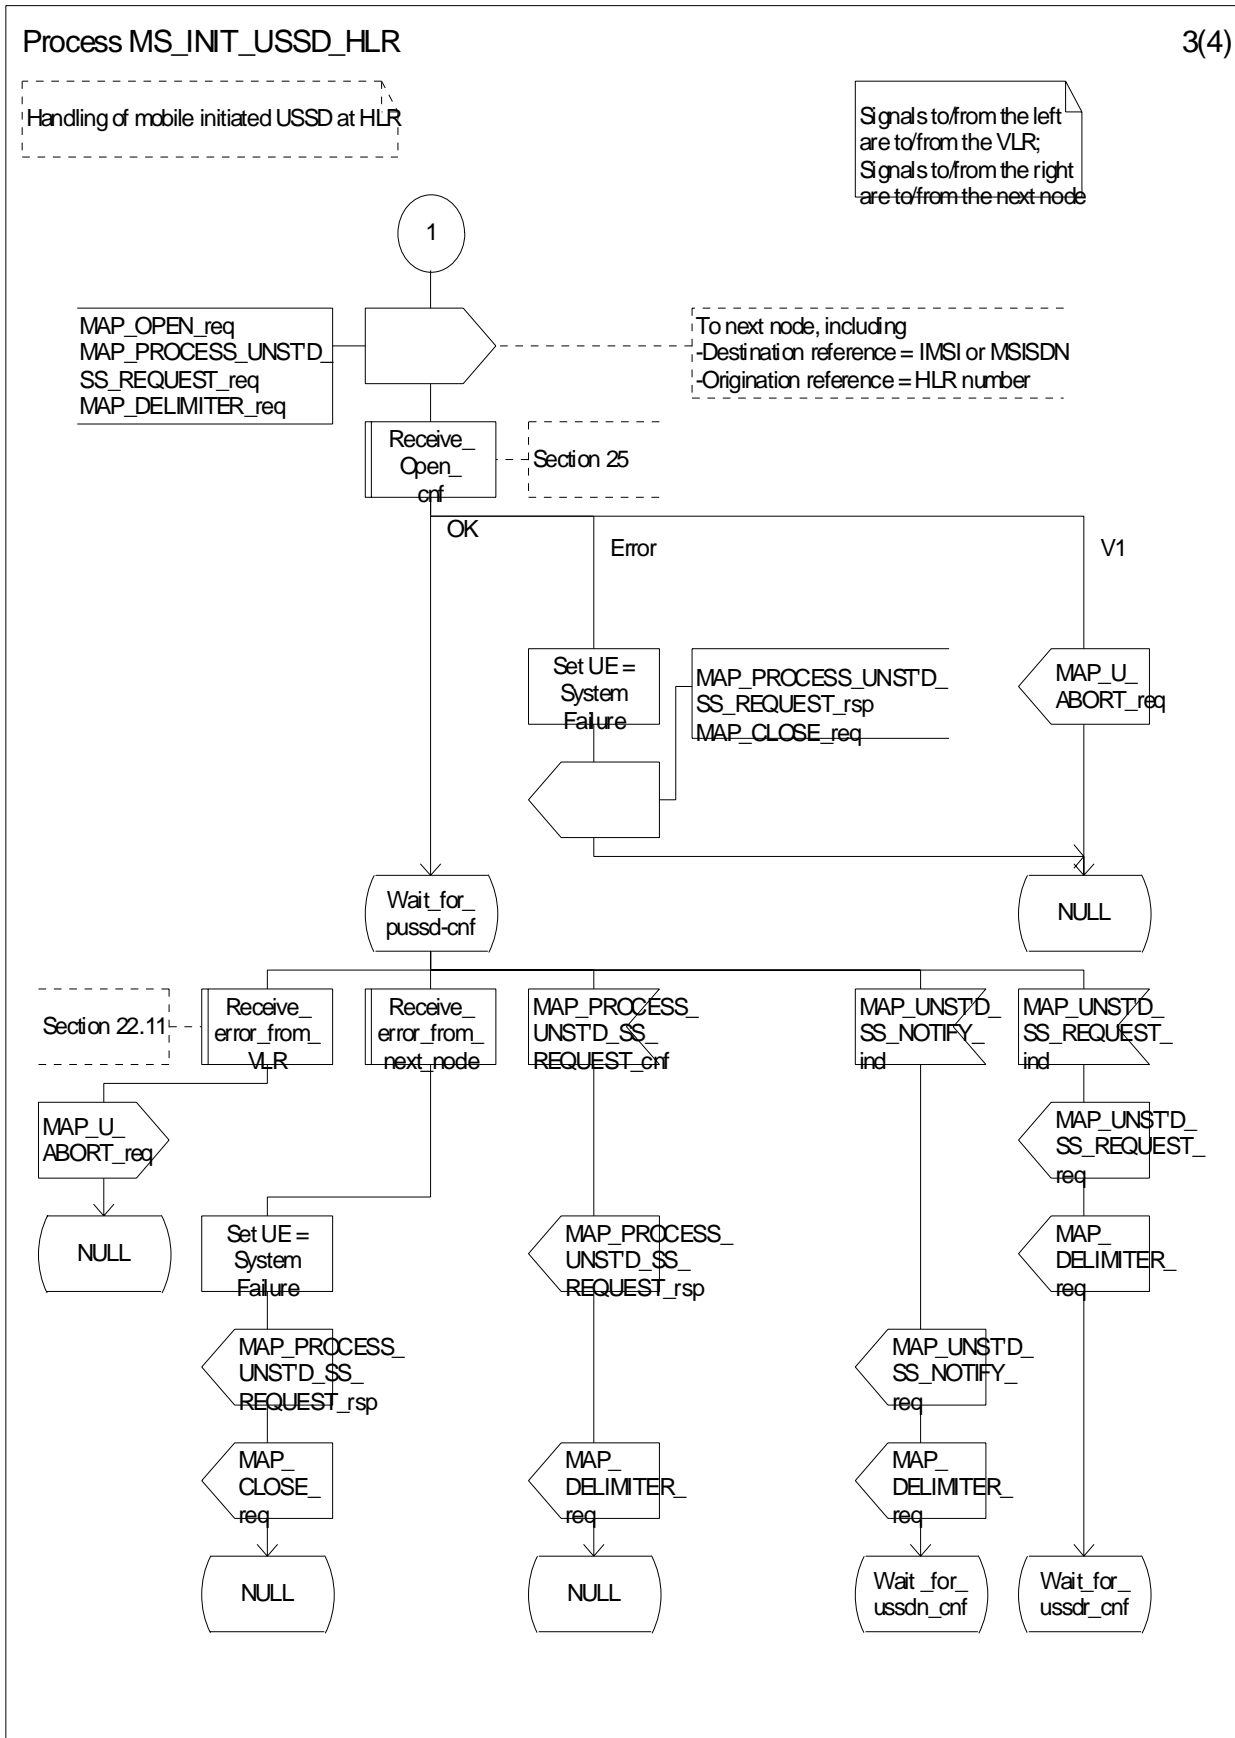 Process MS_INIT_USSD_HLR
3(4)
Handling of mobile initiated USSD at HLR
Signals to/from the left
are to/from the VLR;
Signals to/from the right
are to/from the next node
1
MAP_OPEN_req
MAP_PROCESS_UNST'D_
SS_REQUEST_req
MAP_DELIMITER_req
To next node, including
-Destination reference = IMSI or MSISDN
-Origination reference = HLR number
Receive_
Open_
cnf
Section 25
OK
Error
V1
Set UE =
System
Failure
MAP_PROCESS_UNST'D_
SS_REQUEST_rsp
MAP_CLOSE_req
MAP_U_
ABORT_req
Wait_for_
pussd-cnf
NULL
Section 22.11
Receive_
error_from_
VLR
Receive_
error_from_
next_node
MAP_PROCESS_
UNST'D_SS_
REQUEST_cnf
MAP_UNST'D_
SS_NOTIFY_
ind
MAP_UNST'D_
SS_REQUEST_
ind
MAP_U_
ABORT_req
MAP_UNST'D_
SS_REQUEST_
req
NULL
Set UE =
System
Failure
MAP_PROCESS_
UNST'D_SS_
REQUEST_rsp
MAP_
DELIMITER_
req
MAP_PROCESS_
UNST'D_SS_
REQUEST_rsp
MAP_UNST'D_
SS_NOTIFY_
req
MAP_
CLOSE_
req
MAP_
DELIMITER_
req
MAP_
DELIMITER_
req
NULL
NULL
Wait _for_
ussdn_cnf
Wait_for_
ussdr_cnf